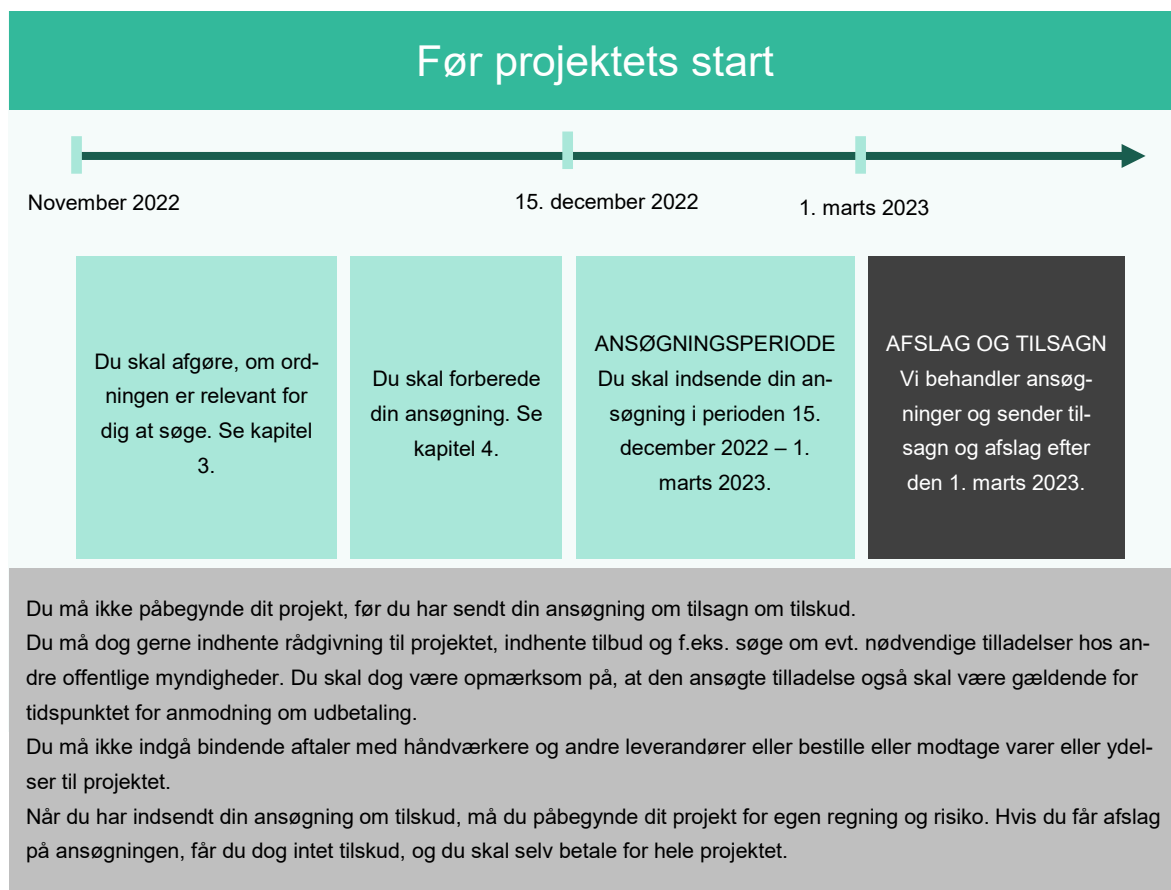 Før projektets start
November 2022
15. december 2022
1. marts 2023
Du skal afgøre, om ord-
ningen er relevant for
dig at søge. Se kapitel
3.
Du skal forberede
din ansøgning. Se
kapitel 4.
ANSØGNINGSPERIODE
Du skal indsende din an-
søgning i perioden 15.
december 2022 – 1.
marts 2023.
AFSLAG OG TILSAGN
Vi behandler ansøg-
ninger og sender til-
sagn og afslag efter
den 1. marts 2023.
Du må ikke påbegynde dit projekt, før du har sendt din ansøgning om tilsagn om tilskud.
Du må dog gerne indhente rådgivning til projektet, indhente tilbud og f.eks. søge om evt. nødvendige tilladelser hos an-
dre offentlige myndigheder. Du skal dog være opmærksom på, at den ansøgte tilladelse også skal være gældende for
tidspunktet for anmodning om udbetaling.
Du må ikke indgå bindende aftaler med håndværkere og andre leverandører eller bestille eller modtage varer eller ydel-
ser til projektet.
Når du har indsendt din ansøgning om tilskud, må du påbegynde dit projekt for egen regning og risiko. Hvis du får afslag
på ansøgningen, får du dog intet tilskud, og du skal selv betale for hele projektet.